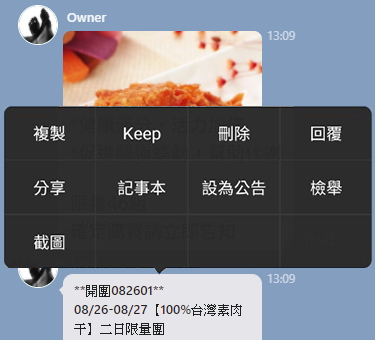 Owner
13:09
複製
Keep
刪除
回覆
分享
記事本
設為公告
檢舉
截圖
13:09
**開團082601**
08/26-08/27【100%台灣素肉
干】二日限量團